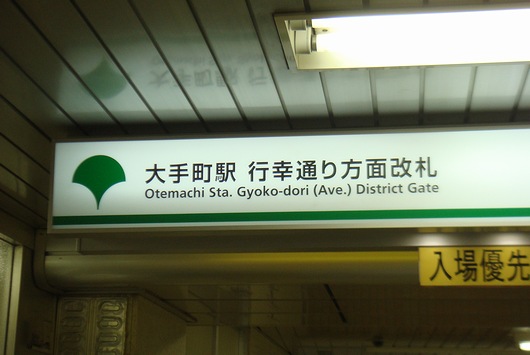 大手町駅 行幸通り方面改札
Otemachi Sta. Gyoko-dori (Ave.) District Gate
入場優先